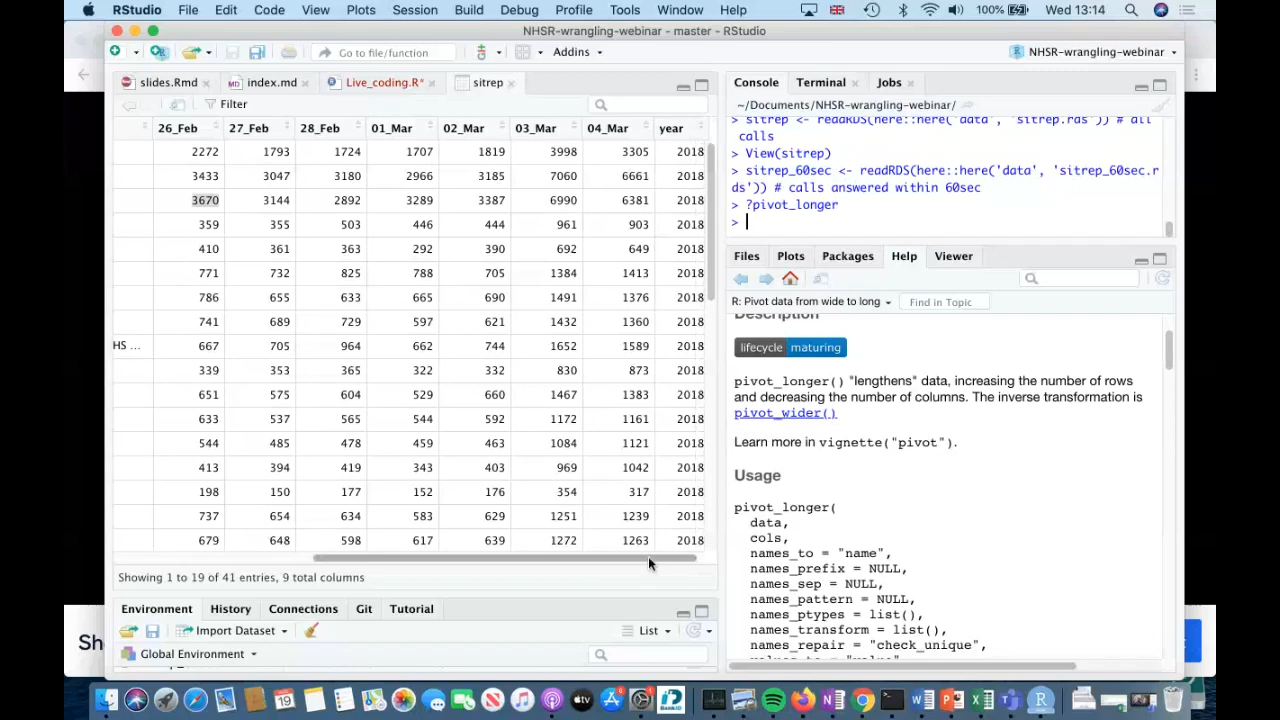 RStudio File Edit Code View Plots Session Build Debug Profile Tools Window Help 100% Wed 13:14
NHSR-wrangling-webinar - master - RStudio
Go to file/function Addins NHSR-wrangling-webinar
slides.Rmd index.md Live_coding.R* sitrep
Filter
26_Feb 27_Feb 28_Feb 01_Mar 02_Mar 03_Mar 04_Mar year
2272 1793 1724 1707 1819 3998 3305 2018
3433 3047 3180 2966 3185 7060 6661 2018
3670 3144 2892 3289 3387 6990 6381 2018
359 355 503 446 444 961 903 2018
410 361 363 292 390 692 649 2018
771 732 825 788 705 1384 1413 2018
786 655 633 665 690 1491 1376 2018
741 689 729 597 621 1432 1360 2018
HS ... 667 705 964 662 744 1652 1589 2018
339 353 365 322 332 830 873 2018
651 575 604 529 660 1467 1383 2018
633 537 565 544 592 1172 1161 2018
544 485 478 459 463 1084 1121 2018
413 394 419 343 403 969 1042 2018
198 150 177 152 176 354 317 2018
737 654 634 583 629 1251 1239 2018
679 648 598 617 639 1272 1263 2018
Showing 1 to 19 of 41 entries, 9 total columns
Environment History Connections Git Tutorial
Import Dataset List
Global Environment
Console Terminal Jobs
~/Documents/NHSR-wrangling-webinar/
> sitrep <- readRDS(here::here('data', 'sitrep.rds')) # all
calls
> View(sitrep)
> sitrep_60sec <- readRDS(here::here('data', 'sitrep_60sec.r
ds')) # calls answered within 60sec
> ?pivot_longer
>
Files Plots Packages Help Viewer
R: Pivot data from wide to long Find in Topic
Description
lifecycle maturing
pivot_longer() "lengthens" data, increasing the number of rows
and decreasing the number of columns. The inverse transformation is
pivot_wider()
Learn more in vignette("pivot").
Usage
pivot_longer(
data,
cols,
names_to = "name",
names_prefix = NULL,
names_sep = NULL,
names_pattern = NULL,
names_ptypes = list(),
names_transform = list(),
names_repair = "check_unique",
values_to = "value",
Sh